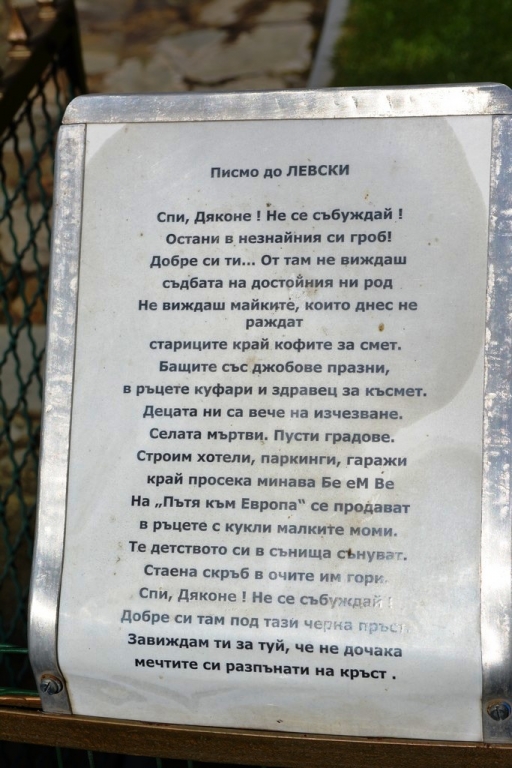 Писмо до ЛЕВСКИ
Спи, Дяконе ! Не се събуждай !
Остани в незнайния си гроб!
Добре си ти... От там не виждаш
съдбата на достойния ни род
Не виждаш майките, които днес не
раждат
стариците край кофите за смет.
Бащите със джобове празни,
в ръцете куфари и здравец за късмет.
Децата ни са вече на изчезване.
Селата мъртви. Пусти градове.
Строим хотели, паркинги, гаражи
край просека минава Бе еМ Ве
На „Пътя към Европа“ се продават
в ръцете с кукли малките моми.
Те детството си в сънища сънуват.
Стаена скръб в очите им гори.
Спи, Дяконе ! Не се събуждай !
Добре си там под тази черна пръст
Завиждам ти за туй, че не дочака
мечтите си разпънати на кръст .